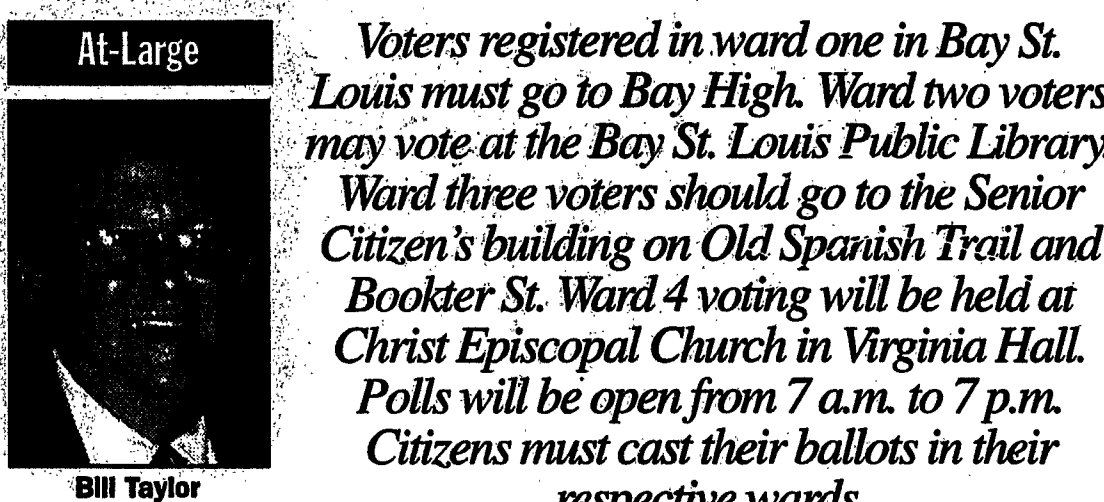 At-Large
Bill Taylor
Voters registered in ward one in Bay St.
Louis must go to Bay High. Ward two voters
may vote at the Bay St. Louis Public Library.
Ward three voters should go to the Senior
Citizen's building on Old Spanish Trail and
Bookter St. Ward 4 voting will be held at
Christ Episcopal Church in Virginia Hall.
Polls will be open from 7 a.m. to 7 p.m.
Citizens must cast their ballots in their
respective wards